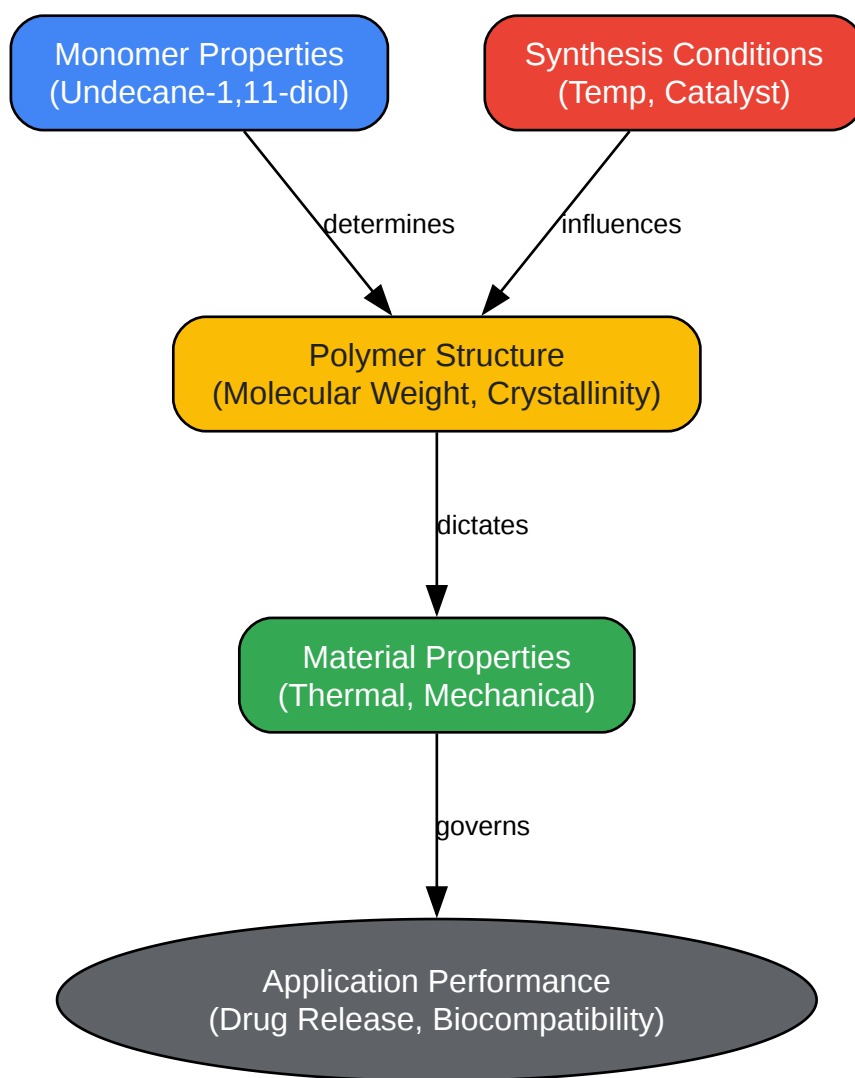 Monomer Properties
(Undecane-1,11-diol)
Synthesis Conditions
(Temp, Catalyst)
determines
influences
Polymer Structure
(Molecular Weight, Crystallinity)
dictates
Material Properties
(Thermal, Mechanical)
governs
Application Performance
(Drug Release, Biocompatibility)